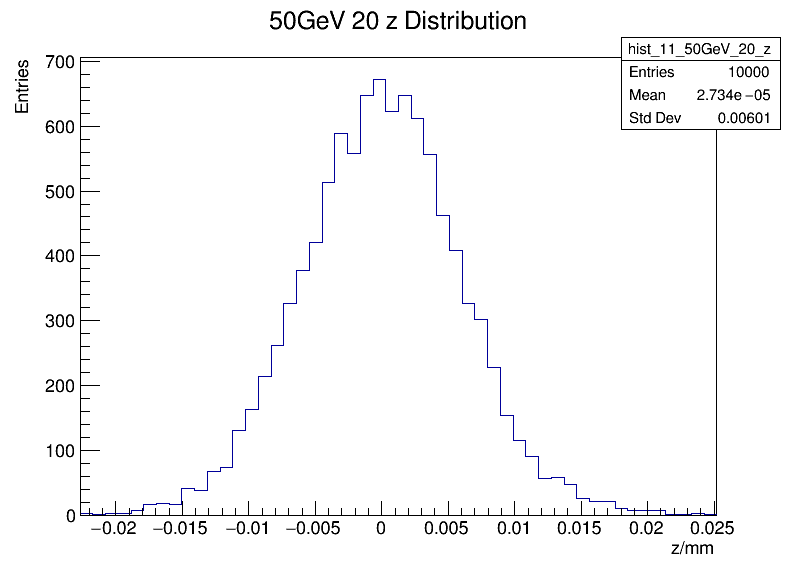 50GeV 20 z Distribution
hist_11_50GeV_20_z
Entries 10000
Mean 2.734e−05
Std Dev 0.00601
Entries
700
600
500
400
300
200
100
0
−0.02 −0.015 −0.01 −0.005 0 0.005 0.01 0.015 0.02 0.025
z/mm